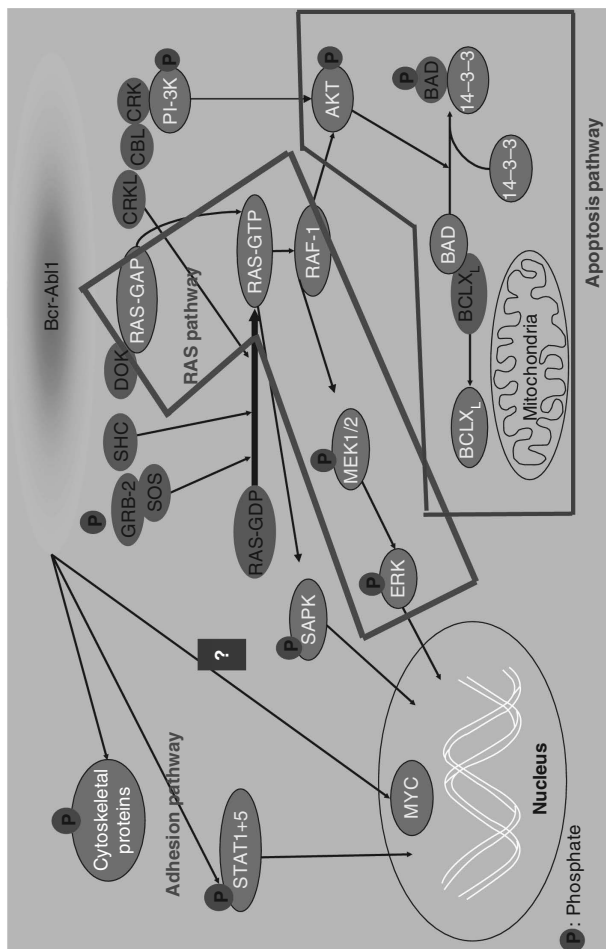 Bcr-Abl1
P
Cytoskeletal
proteins
Adhesion pathway
P
STAT1+5
?
P
GRB-2
SOS
SHC
DOK
RAS-GAP
RAS pathway
CRKL
CBL
CRK
PI-3K
P
RAS-GDP
RAS-GTP
RAF-1
AKT
P
P
SAPK
P
MEK1/2
P
ERK
MYC
Nucleus
BCLXL
BAD
BCLXL
Mitochondria
14–3–3
P
BAD
14–3–3
Apoptosis pathway
P : Phosphate